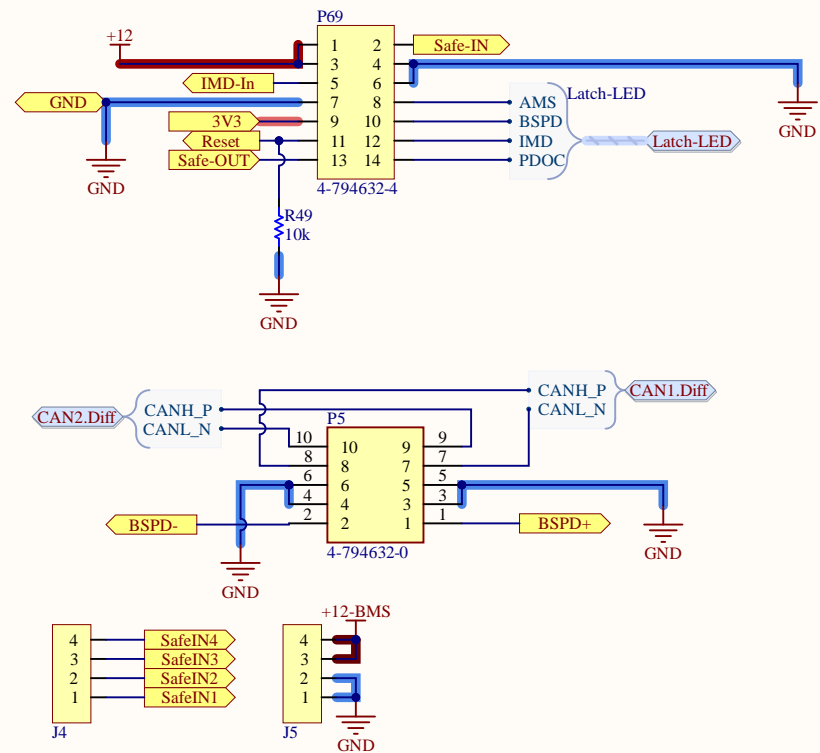 P69
+12
1 2 Safe-IN
3 4
IMD-In 5 6
GND 7 8 AMS Latch-LED
3V3 9 10 BSPD
Reset 11 12 IMD Latch-LED
Safe-OUT 13 14 PDOC
GND
GND
4-794632-4
R49
10k
GND
CAN1.Diff
CANH_P
CANL_N
CAN2.Diff
CANH_P
CANL_N
P5
10 10 9 9
8 8 7 7
6 6 5 5
4 4 3 3
BSPD- 2 2 1 1 BSPD+
4-794632-0
GND
GND
4 SafeIN4
3 SafeIN3
2 SafeIN2
1 SafeIN1
J4
+12-BMS
4
3
2
1
J5
GND